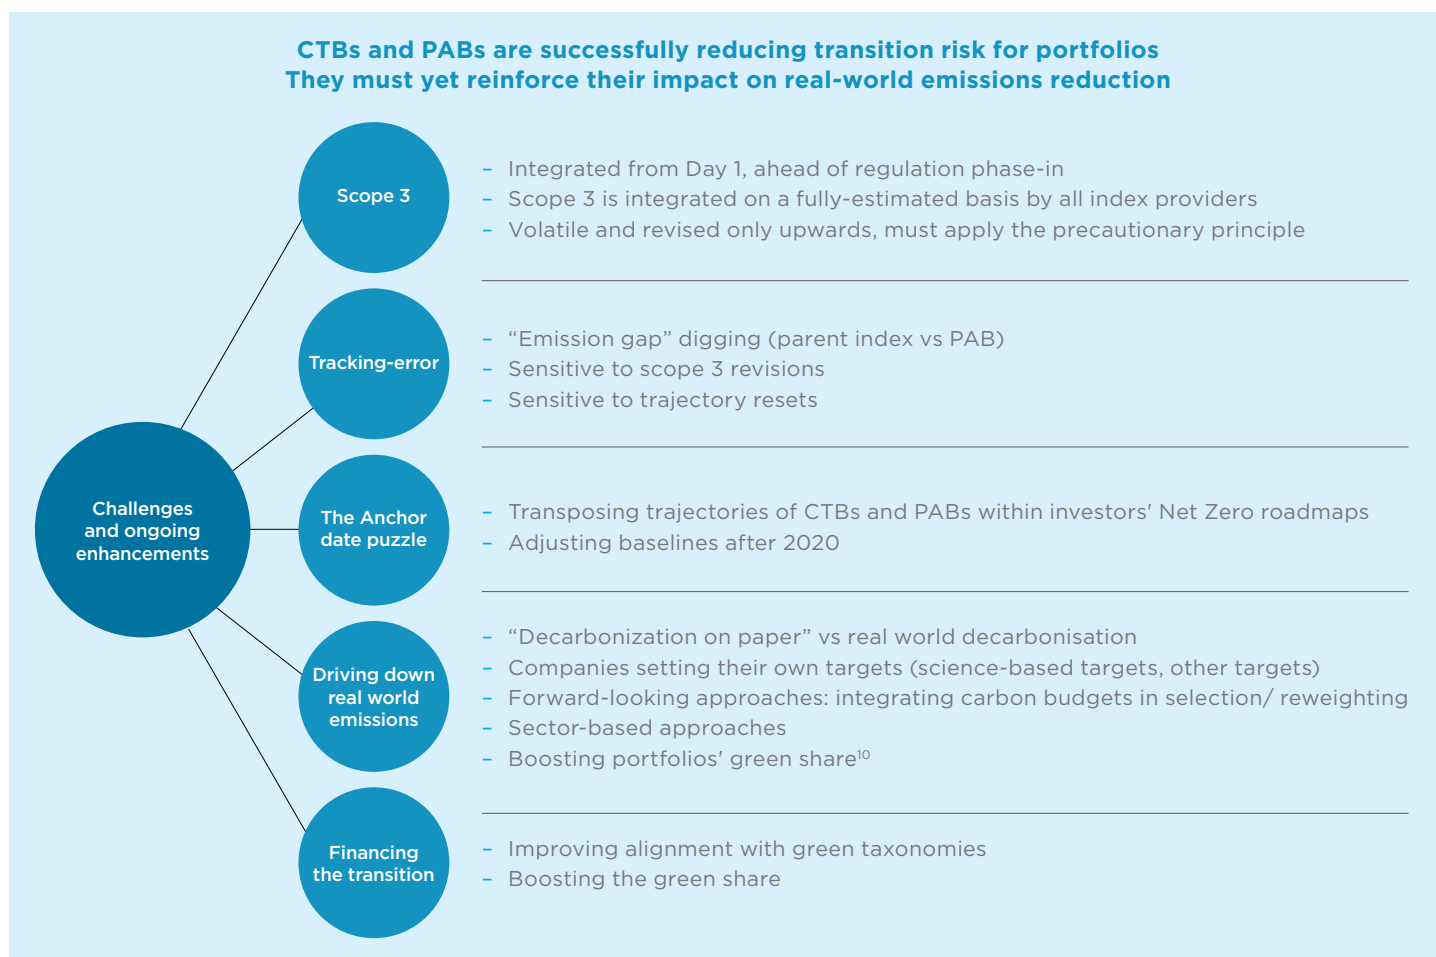 CTBs and PABs are successfully reducing transition risk for portfolios
They must yet reinforce their impact on real-world emissions reduction
Challenges
and ongoing
enhancements
Scope 3
– Integrated from Day 1, ahead of regulation phase-in
– Scope 3 is integrated on a fully-estimated basis by all index providers
– Volatile and revised only upwards, must apply the precautionary principle
Tracking-error
– “Emission gap” digging (parent index vs PAB)
– Sensitive to scope 3 revisions
– Sensitive to trajectory resets
The Anchor
date puzzle
– Transposing trajectories of CTBs and PABs within investors' Net Zero roadmaps
– Adjusting baselines after 2020
Driving down
real world
emissions
– “Decarbonization on paper” vs real world decarbonisation
– Companies setting their own targets (science-based targets, other targets)
– Forward-looking approaches: integrating carbon budgets in selection/ reweighting
– Sector-based approaches
– Boosting portfolios' green share¹⁰
Financing
the transition
– Improving alignment with green taxonomies
– Boosting the green share